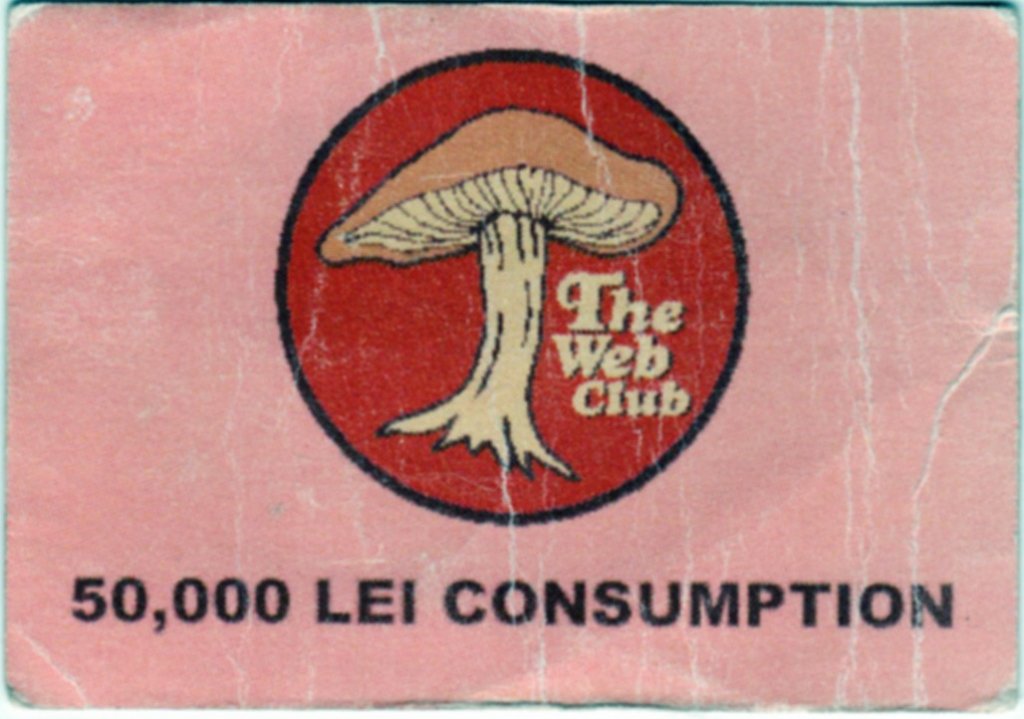 The
Web
Club
50,000 LEI CONSUMPTION